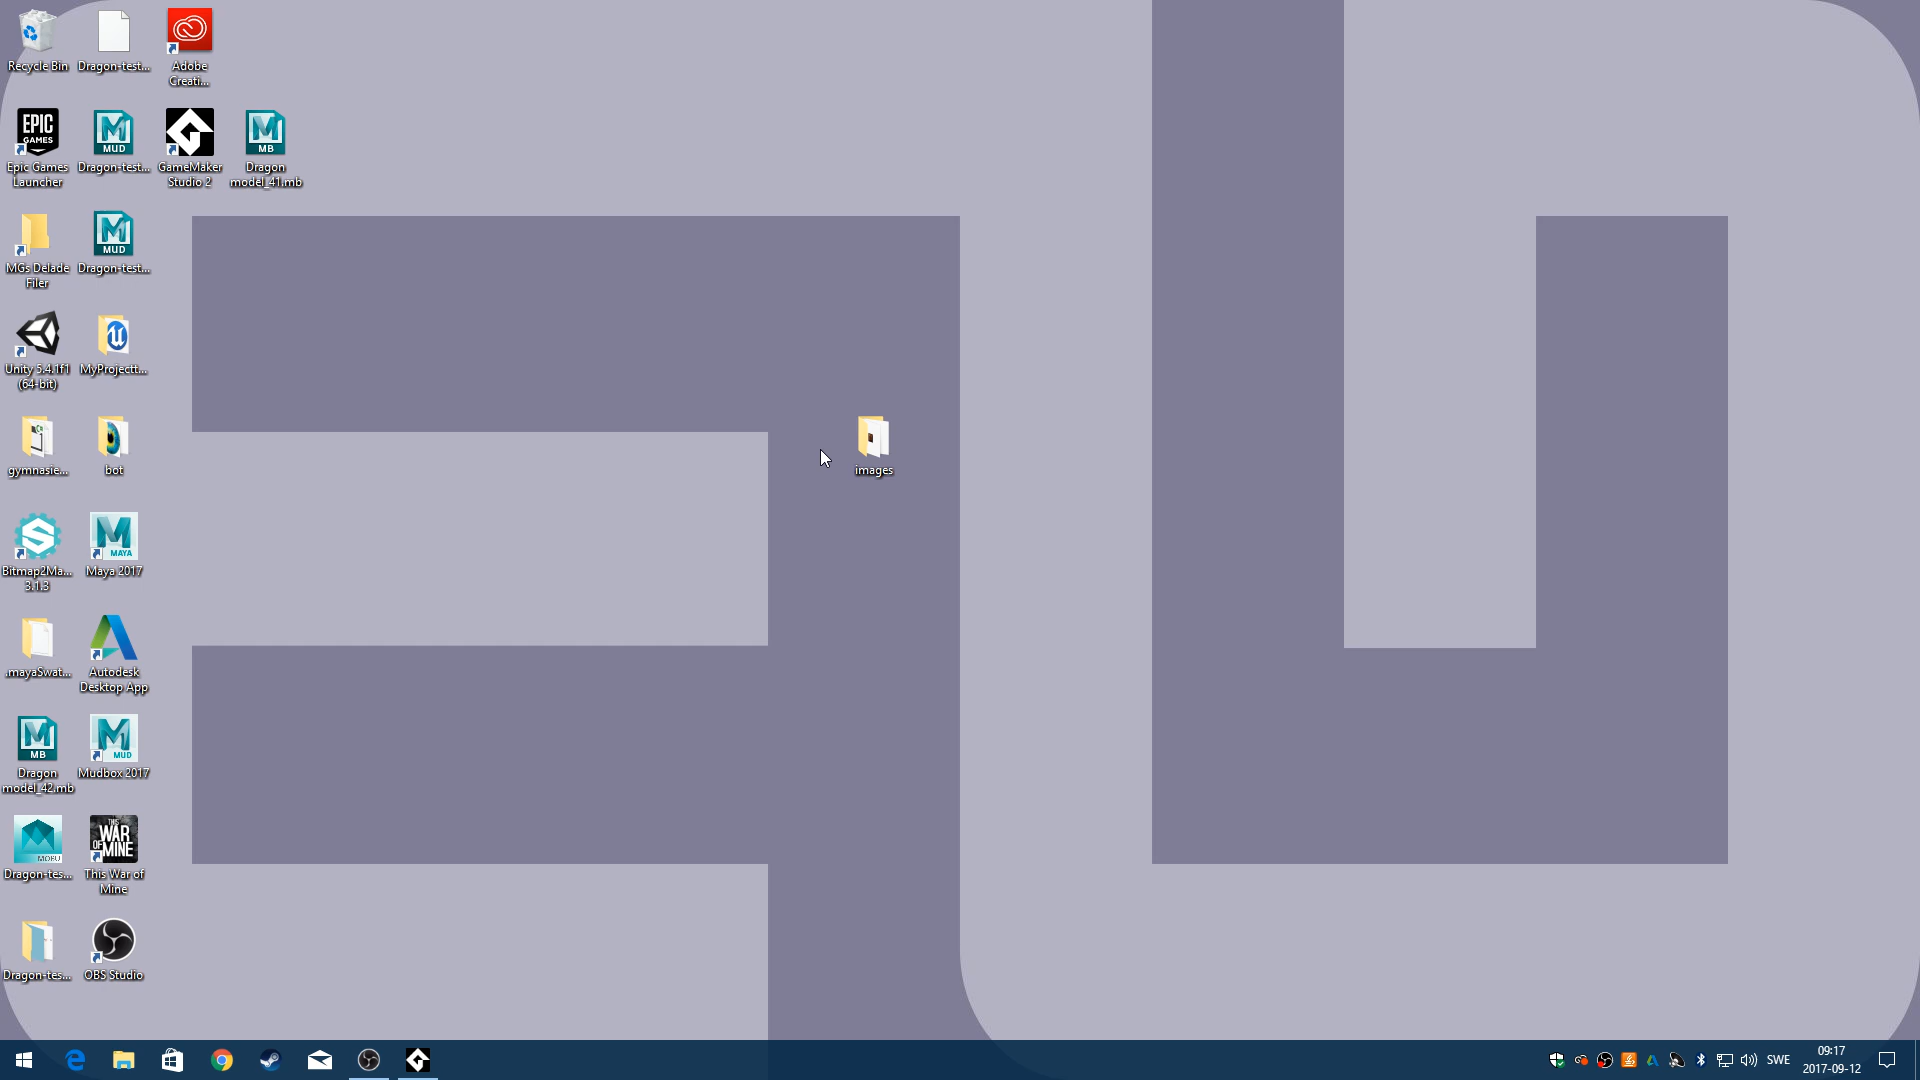 Recycle Bin
Dragon-test...
Adobe
Creati...
EPIC
GAMES
Epic Games
Launcher
MUD
Dragon-test...
GameMaker
Studio 2
MB
Dragon
model_41.mb
MGs Delade
Filer
MUD
Dragon-test...
Unity 5.4.1f1
(64-bit)
MyProjectt...
gymnasie...
bot
images
Bitmap2Ma...
3.1.3
MAYA
Maya 2017
.mayaSwat...
Autodesk
Desktop App
MB
Dragon
model_42.mb
MUD
Mudbox 2017
MOBU
Dragon-tes...
THIS
WAR
OF MINE
This War of
Mine
Dragon-tes...
OBS Studio
SWE
09:17
2017-09-12